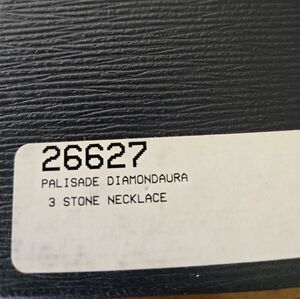 26627
PALISADE DIAMONDAURA
3 STONE NECKLACE